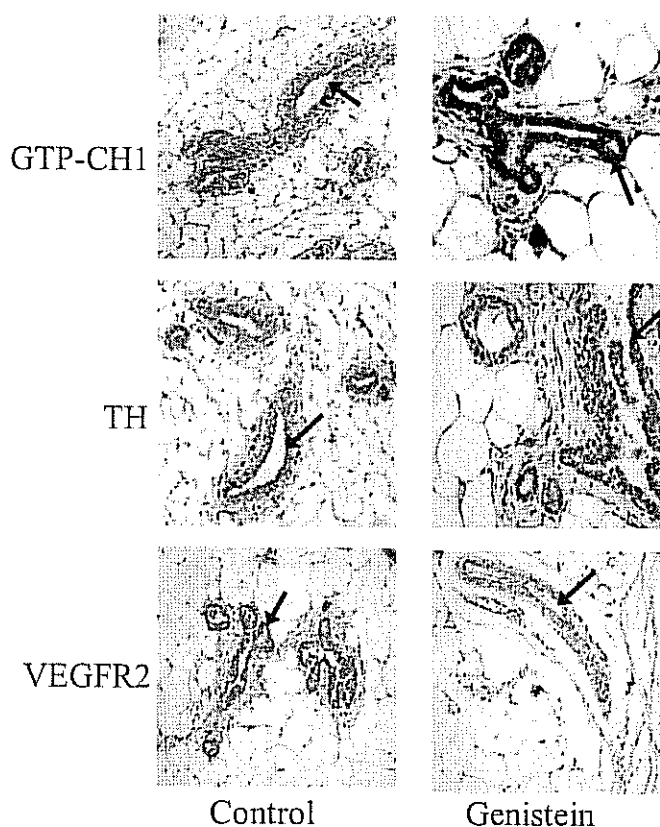 GTP-CH1
TH
VEGFR2
Control Genistein